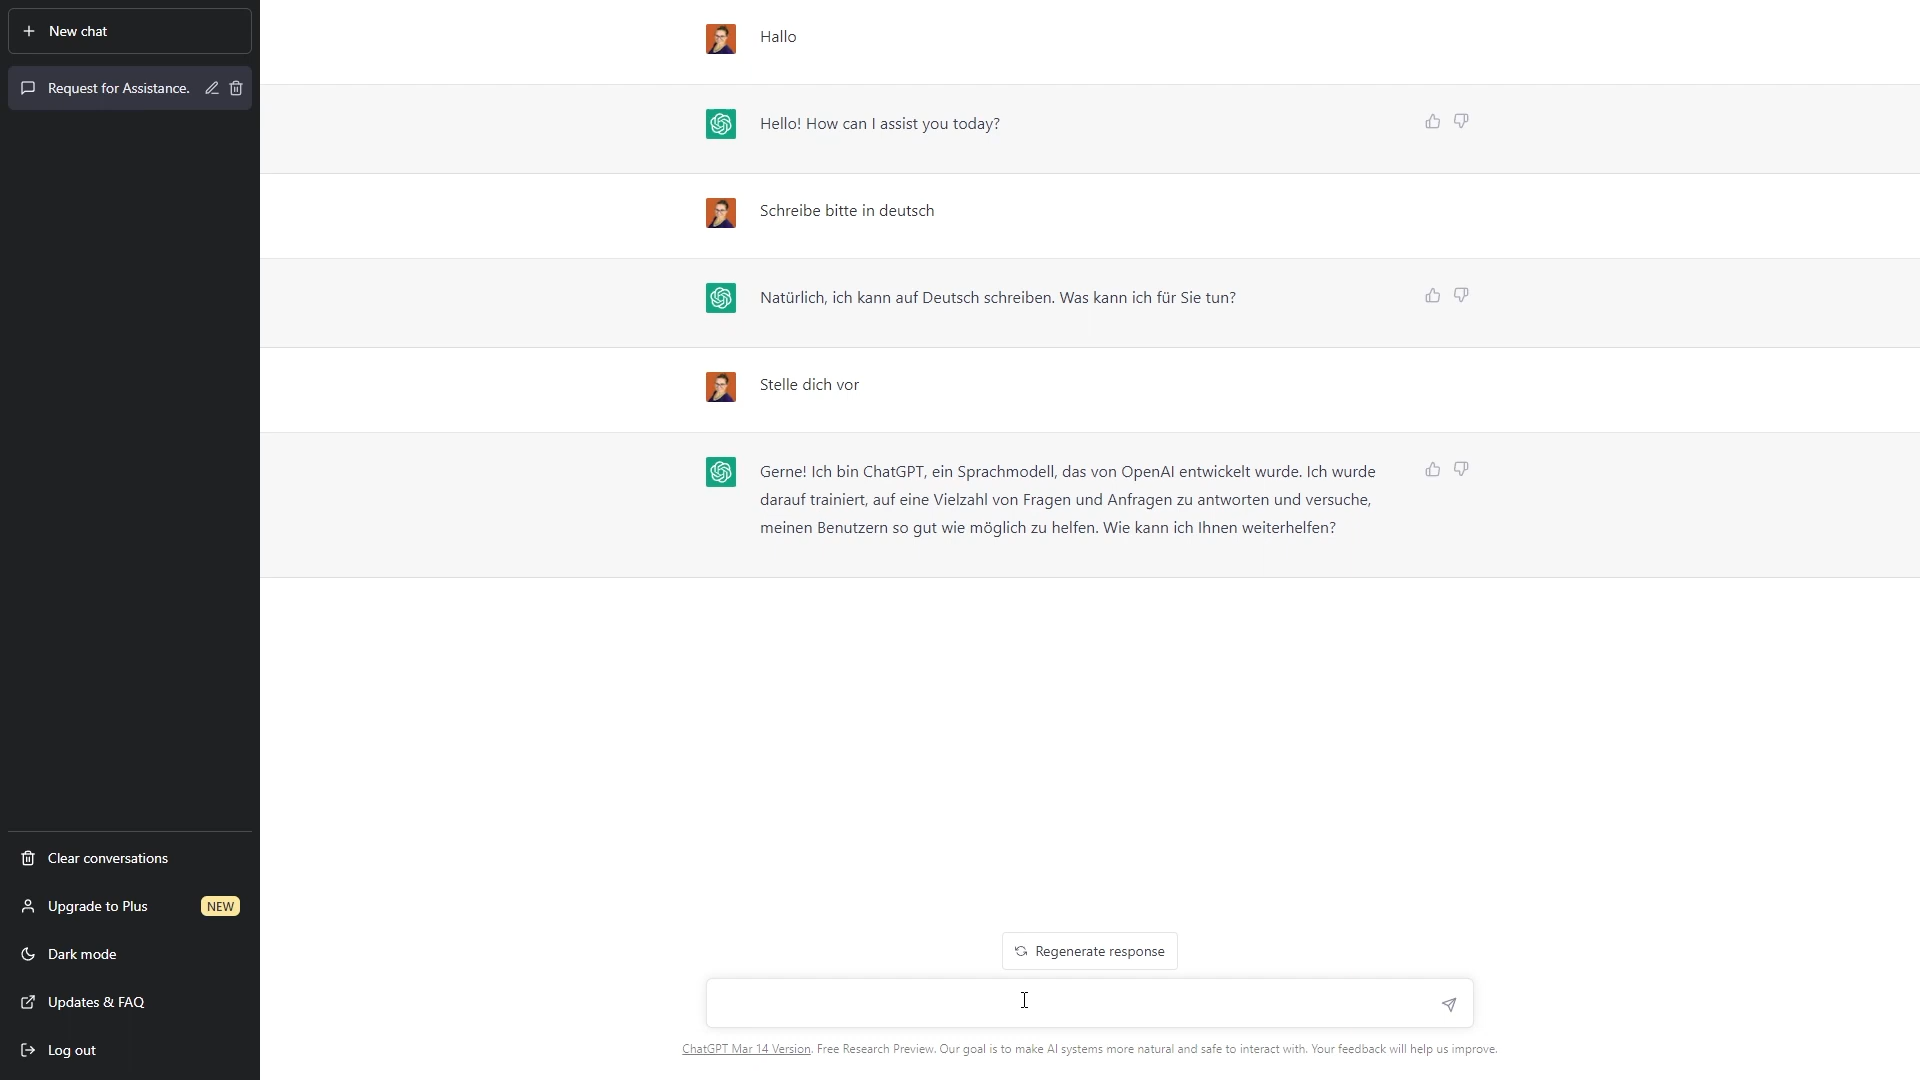 New chat
Request for Assistance.
Clear conversations
Upgrade to Plus NEW
Dark mode
Updates & FAQ
Log out
Hallo
Hello! How can I assist you today?
Schreibe bitte in deutsch
Natürlich, ich kann auf Deutsch schreiben. Was kann ich für Sie tun?
Stelle dich vor
Gerne! Ich bin ChatGPT, ein Sprachmodell, das von OpenAI entwickelt wurde. Ich wurde
darauf trainiert, auf eine Vielzahl von Fragen und Anfragen zu antworten und versuche,
meinen Benutzern so gut wie möglich zu helfen. Wie kann ich Ihnen weiterhelfen?
Regenerate response
ChatGPT Mar 14 Version. Free Research Preview. Our goal is to make AI systems more natural and safe to interact with. Your feedback will help us improve.